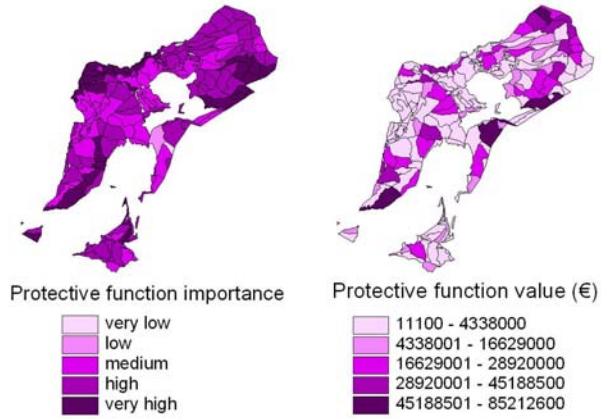 Protective function importance
very low
low
medium
high
very high
Protective function value (€)
11100 - 4338000
4338001 - 16629000
16629001 - 28920000
28920001 - 45188500
45188501 - 85212600